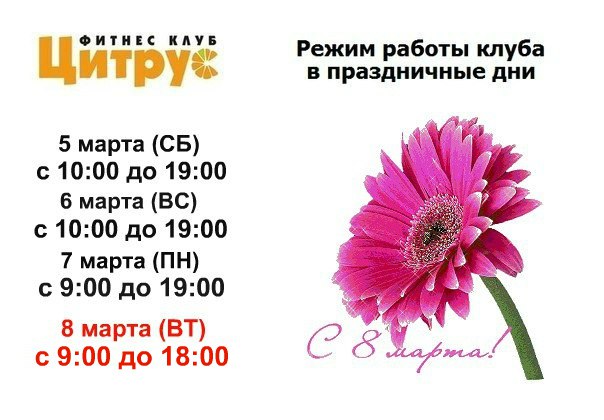 ФИТНЕС КЛУБ
Цитрус
Режим работы клуба
в праздничные дни
5 марта (СБ)
с 10:00 до 19:00
6 марта (ВС)
с 10:00 до 19:00
7 марта (ПН)
с 9:00 до 19:00
8 марта (ВТ)
с 9:00 до 18:00
С 8 марта!